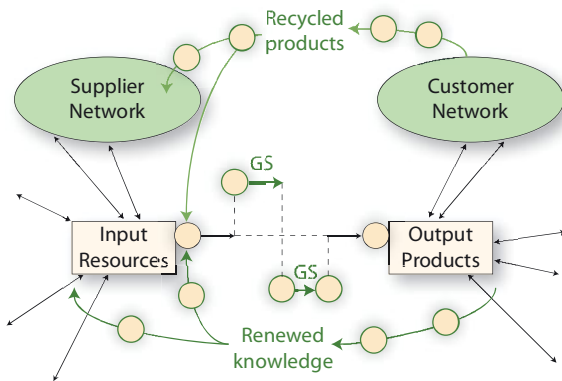 Recycled
products
Supplier
Network
Customer
Network
GS
Input
Resources
Output
Products
GS
Renewed
knowledge